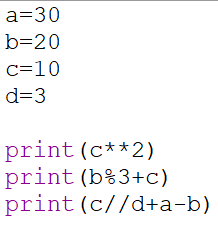 a=30
b=20
c=10
d=3

print(c**2)
print(b%3+c)
print(c//d+a-b)